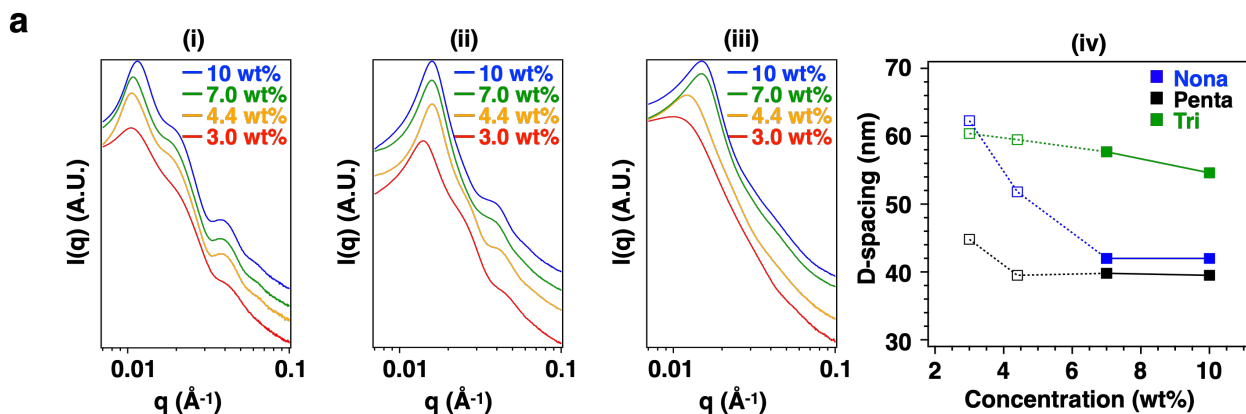 a
(i)
10 wt%
7.0 wt%
4.4 wt%
3.0 wt%
I(q) (A.U.)
0.01
0.1
q (Å⁻¹)
(ii)
10 wt%
7.0 wt%
4.4 wt%
3.0 wt%
I(q) (A.U.)
0.01
0.1
q (Å⁻¹)
(iii)
10 wt%
7.0 wt%
4.4 wt%
3.0 wt%
I(q) (A.U.)
0.01
0.1
q (Å⁻¹)
(iv)
Nona
Penta
Tri
D-spacing (nm)
70
60
50
40
30
2
4
6
8
10
Concentration (wt%)